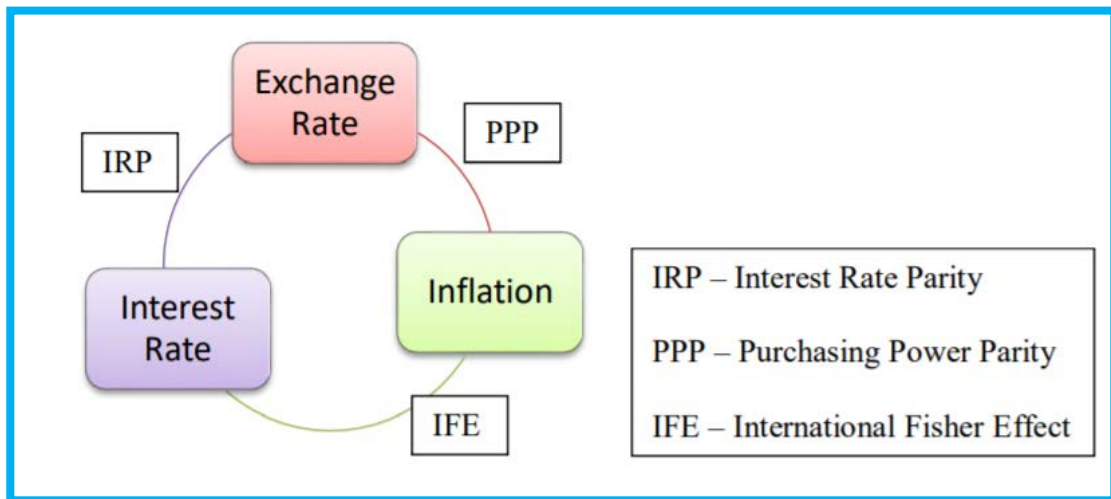 Exchange
Rate
IRP
PPP
Interest
Rate
Inflation
IFE
IRP – Interest Rate Parity
PPP – Purchasing Power Parity
IFE – International Fisher Effect